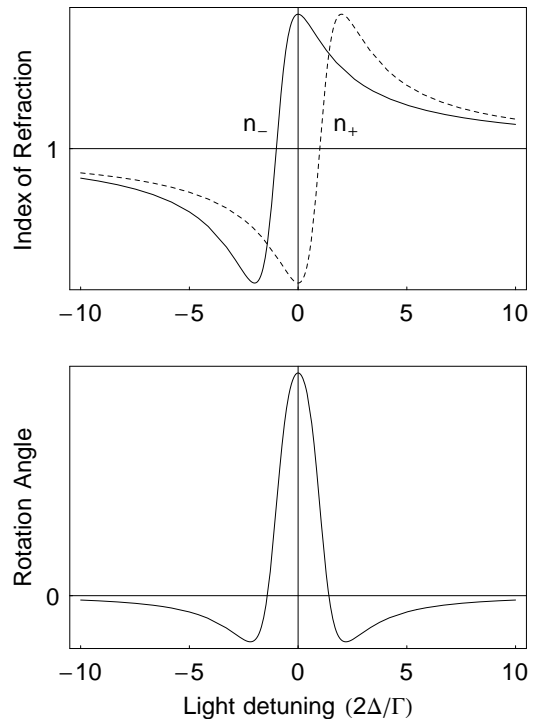 Index of Refraction
1
n− n+
−10 −5 0 5 10
Rotation Angle
0
−10 −5 0 5 10
Light detuning (2Δ/Γ)